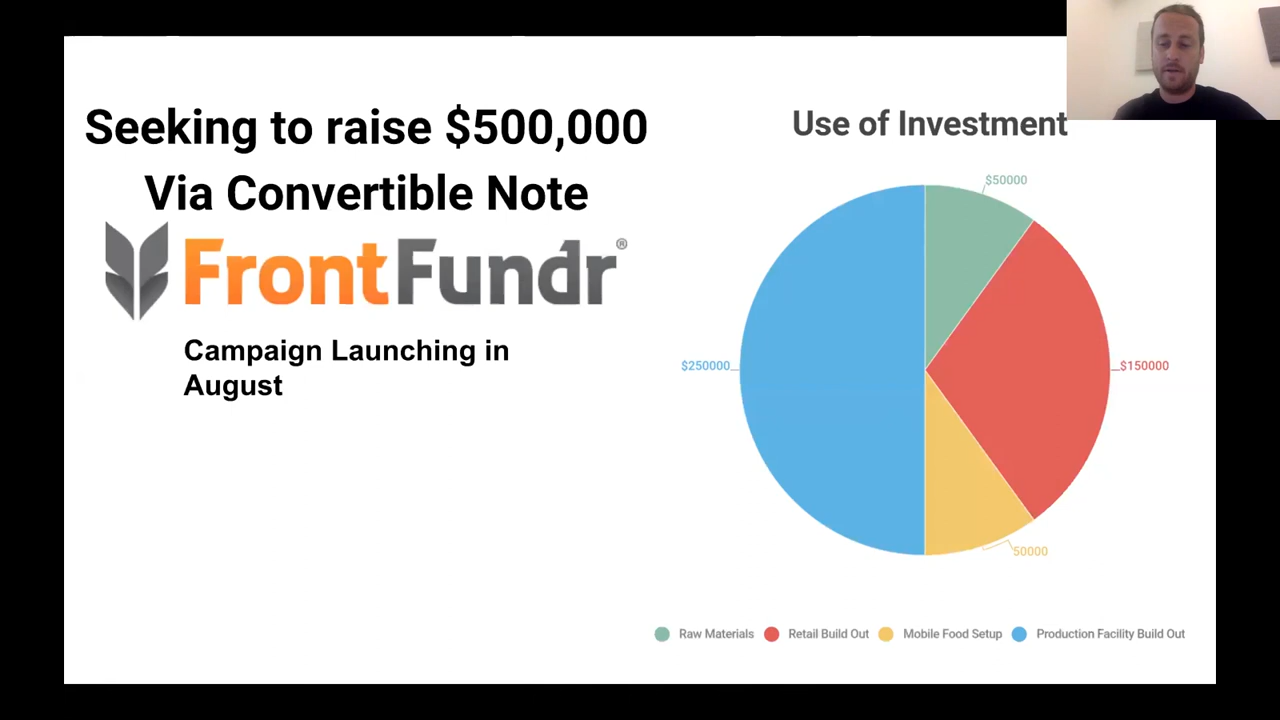 Seeking to raise $500,000
Via Convertible Note
FrontFundr®
Campaign Launching in
August
Use of Investment
$50000
$250000
$150000
50000
Raw Materials
Retail Build Out
Mobile Food Setup
Production Facility Build Out